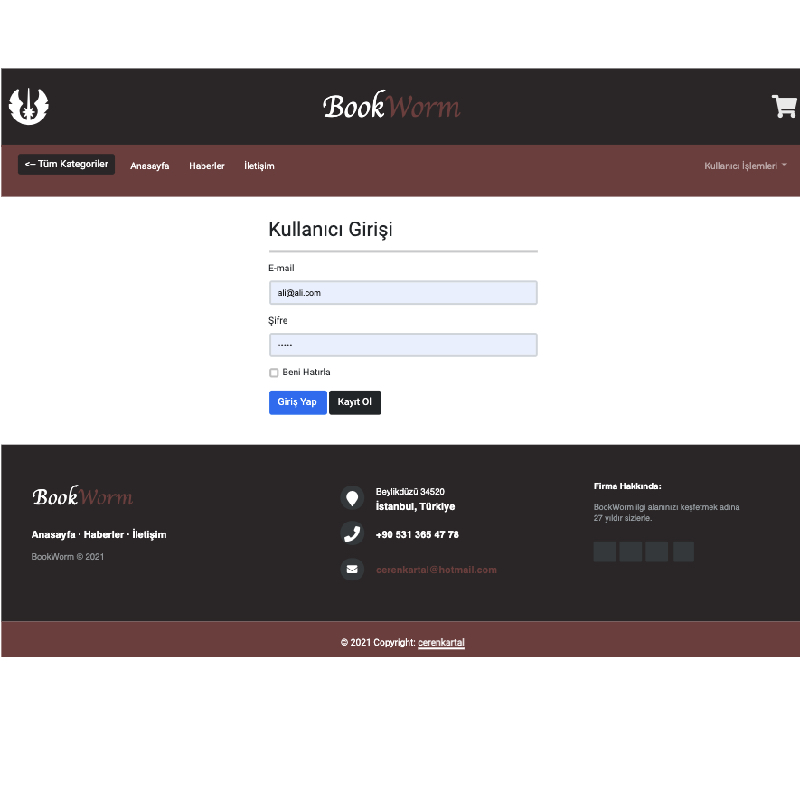 BookWorm
<-- Tüm Kategoriler Anasayfa Haberler İletişim Kullanıcı İşlemleri
Kullanıcı Girişi
E-mail
ali@ali.com
Şifre
•••••
Beni Hatırla
Giriş Yap Kayıt Ol
BookWorm
Anasayfa · Haberler · İletişim
BookWorm © 2021
Beylikdüzü 34520
İstanbul, Türkiye
+90 531 365 47 78
cerenkartal@hotmail.com
Firma Hakkında:
BookWorm ilgi alanınızı keşfetmek adına
27 yıldır sizlerle.
© 2021 Copyright: cerenkartal